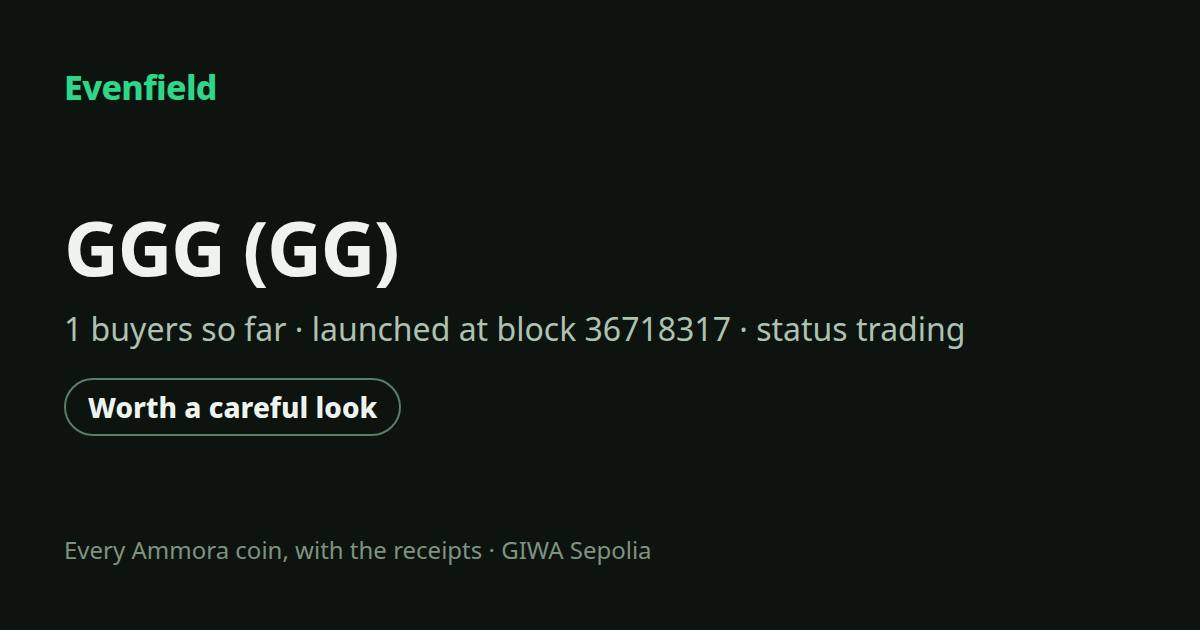 Evenfield
GGG (GG)
1 buyers so far · launched at block 36718317 · status trading
Worth a careful look
Every Ammora coin, with the receipts · GIWA Sepolia